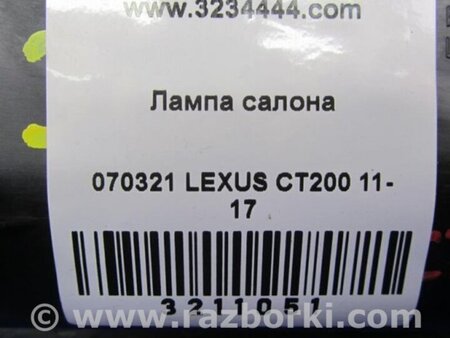 www.3234444.com
Лампа салона
070321 LEXUS CT200 11-
17
3211051
© www.razborki.com